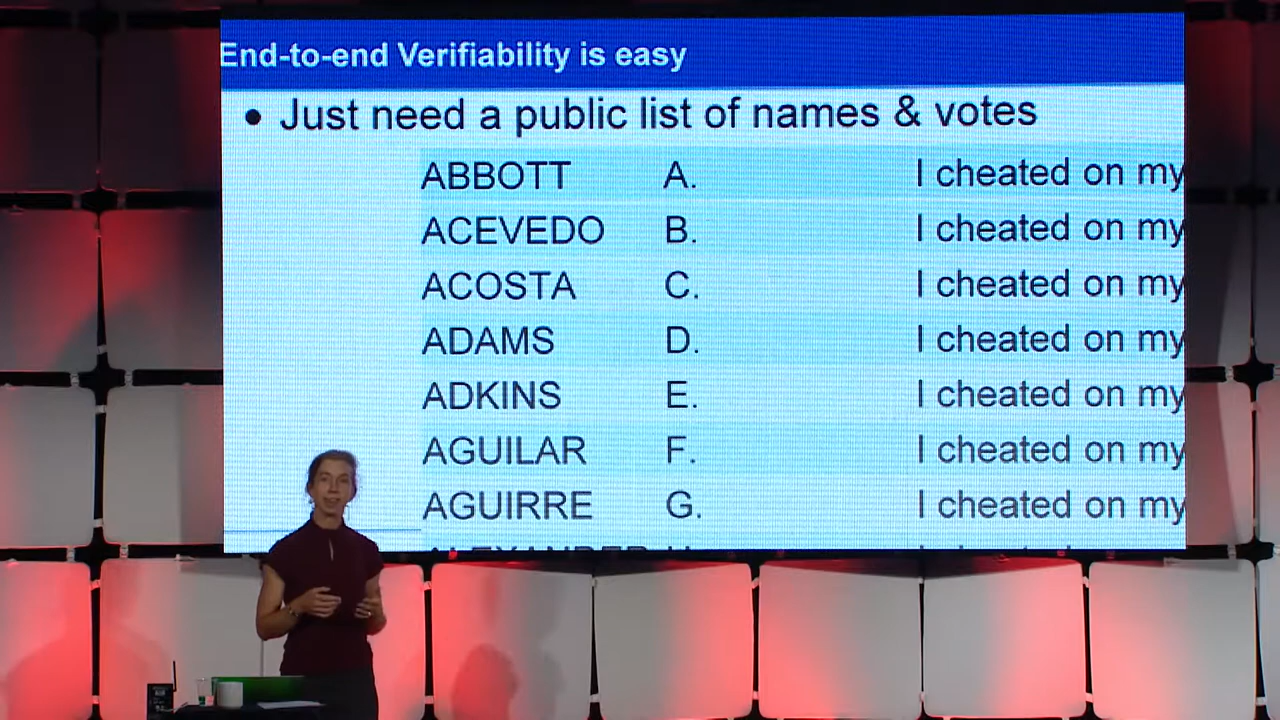 End-to-end Verifiability is easy
• Just need a public list of names & votes
ABBOTT A. I cheated on my
ACEVEDO B. I cheated on my
ACOSTA C. I cheated on my
ADAMS D. I cheated on my
ADKINS E. I cheated on my
AGUILAR F. I cheated on my
AGUIRRE G. I cheated on my